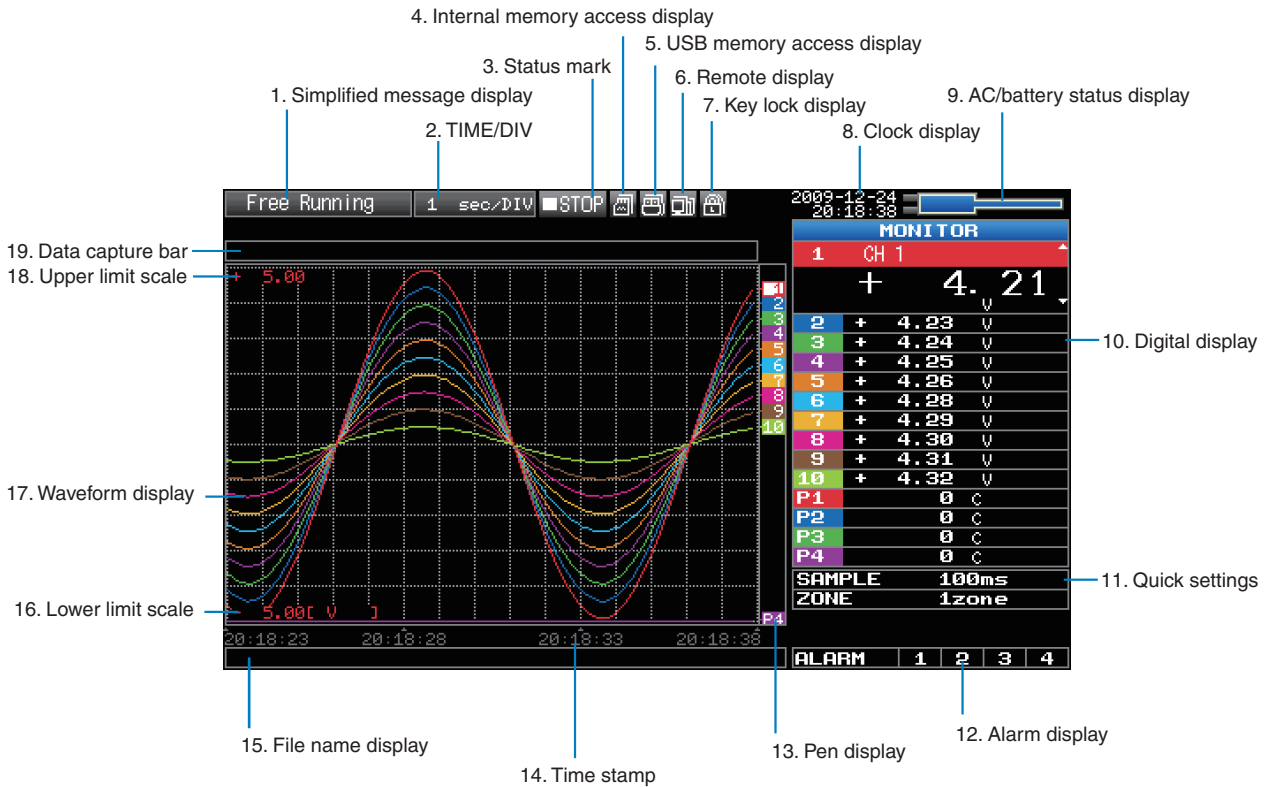 4. Internal memory access display
5. USB memory access display
3. Status mark
6. Remote display
1. Simplified message display
7. Key lock display
9. AC/battery status display
2. TIME/DIV
8. Clock display
Free Running 1 sec/DIV ■STOP
2009-12-24
20:18:38
MONITOR
19. Data capture bar
18. Upper limit scale
+ 5.00
1 CH 1
+ 4.21
V
1
2
3
4
5
6
7
8
9
10
2 + 4.23 V
3 + 4.24 V
4 + 4.25 V
5 + 4.26 V
6 + 4.28 V
7 + 4.29 V
8 + 4.30 V
9 + 4.31 V
10 + 4.32 V
P1 0 C
P2 0 C
P3 0 C
P4 0 C
10. Digital display
17. Waveform display
SAMPLE 100ms
ZONE 1zone
11. Quick settings
16. Lower limit scale
- 5.00[ V ]
P4
20:18:23 20:18:28 20:18:33 20:18:38
ALARM 1 2 3 4
15. File name display
14. Time stamp
13. Pen display
12. Alarm display